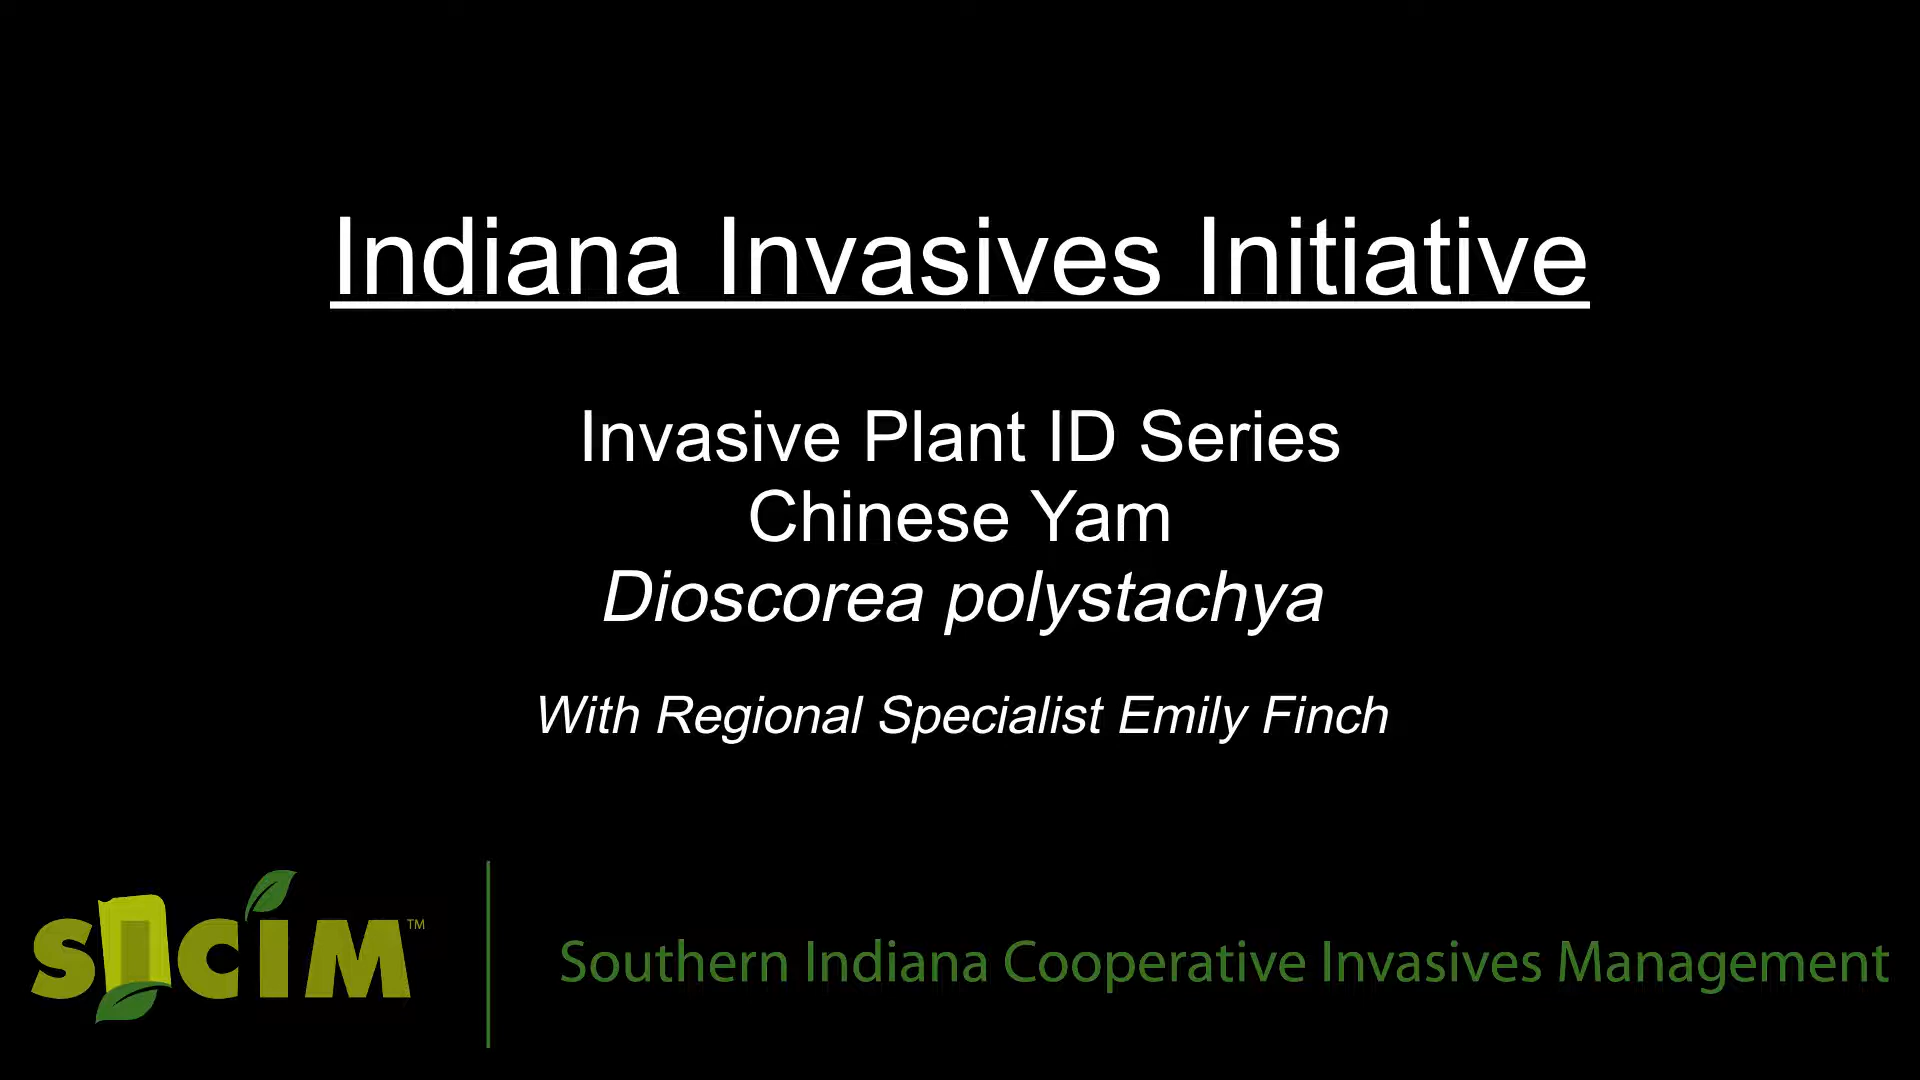 Indiana Invasives Initiative
Invasive Plant ID Series
Chinese Yam
Dioscorea polystachya
With Regional Specialist Emily Finch
SICIM™
Southern Indiana Cooperative Invasives Management